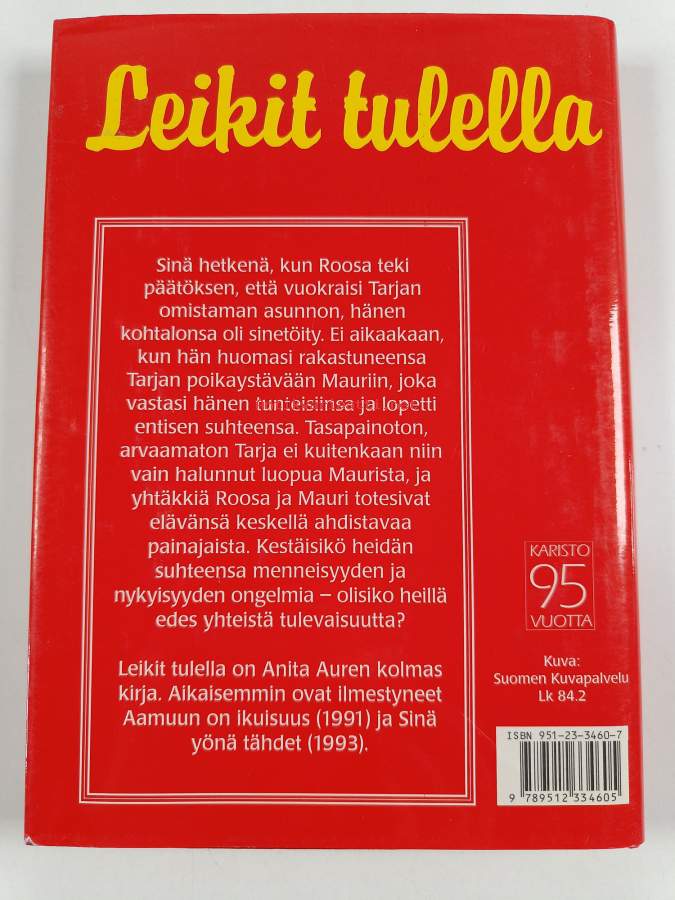 Leikit tulella
Sinä hetkenä, kun Roosa teki
päätöksen, että vuokraisi Tarjan
omistaman asunnon, hänen
kohtalonsa oli sinetöity. Ei aikaakaan,
kun hän huomasi rakastuneensa
Tarjan poikaystävään Mauriin, joka
vastasi hänen tunteisiinsa ja lopetti
entisen suhteensa. Tasapainoton,
arvaamaton Tarja ei kuitenkaan niin
vain halunnut luopua Maurista, ja
yhtäkkiä Roosa ja Mauri totesivat
elävänsä keskellä ahdistavaa
painajaista. Kestäisikö heidän
suhteensa menneisyyden ja
nykyisyyden ongelmia – olisiko heillä
edes yhteistä tulevaisuutta?
Leikit tulella on Anita Auren kolmas
kirja. Aikaisemmin ovat ilmestyneet
Aamuun on ikuisuus (1991) ja Sinä
yönä tähdet (1993).
KARISTO
95
VUOTTA
Kuva:
Suomen Kuvapalvelu
Lk 84.2
ISBN 951-23-3460-7
9 789512 334605